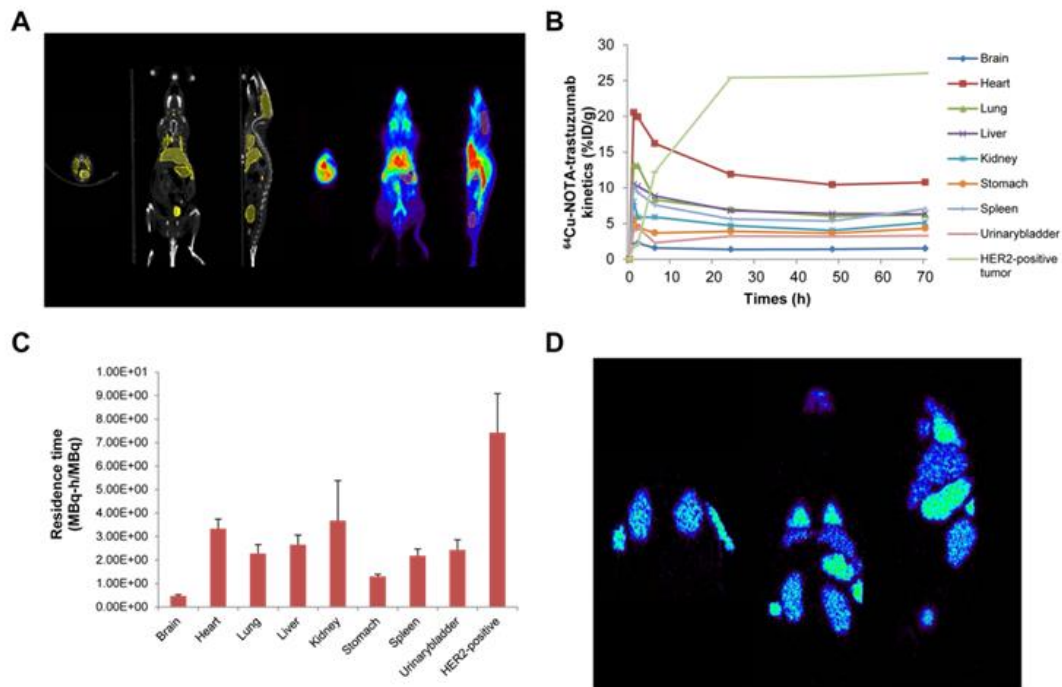 A
B
30
25
20
15
10
5
0
0 10 20 30 40 50 60 70
Times (h)
⁶⁴Cu-NOTA-trastuzumab
kinetics (%ID/g)
Brain
Heart
Lung
Liver
Kidney
Stomach
Spleen
Urinarybladder
HER2-positive
tumor
C
1.00E+01
9.00E+00
8.00E+00
7.00E+00
6.00E+00
5.00E+00
4.00E+00
3.00E+00
2.00E+00
1.00E+00
0.00E+00
Residence time
(MBq-h/MBq)
Brain
Heart
Lung
Liver
Kidney
Stomach
Spleen
Urinarybladder
HER2-positive
D